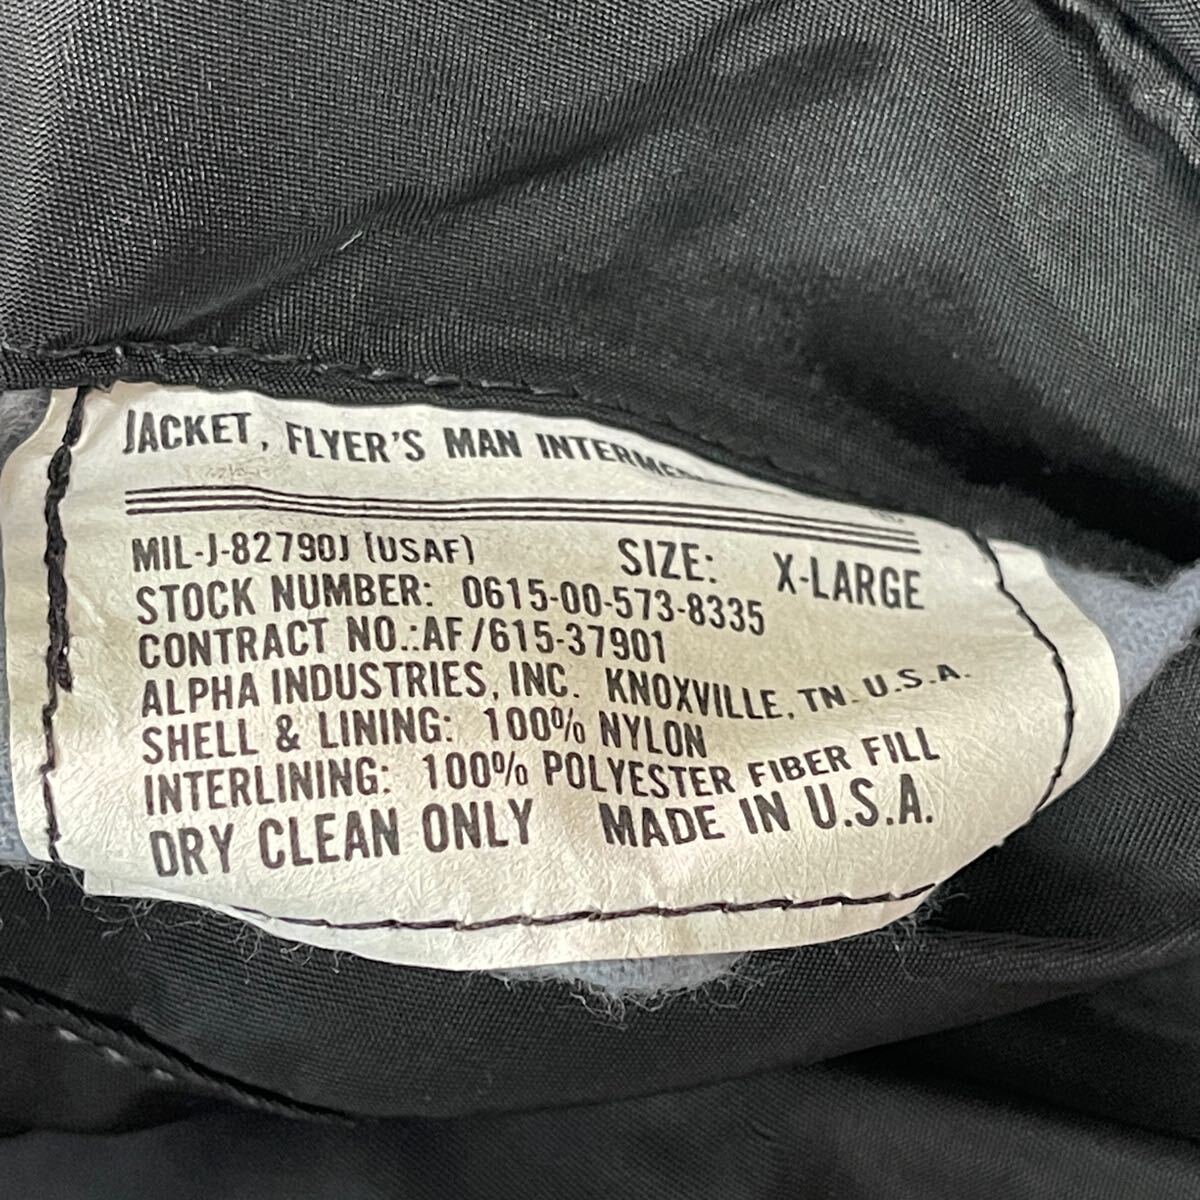 JACKET, FLYER'S MAN
MIL-J-82790J (USAF) SIZE: X-LARGE
STOCK NUMBER: 0615-00-573-8335
CONTRACT NO.:AF/615-37901
ALPHA INDUSTRIES, INC. KNOXVILLE, TN. U.S.A.
SHELL & LINING: 100% NYLON
INTERLINING: 100% POLYESTER FIBER FILL
DRY CLEAN ONLY MADE IN U.S.A.